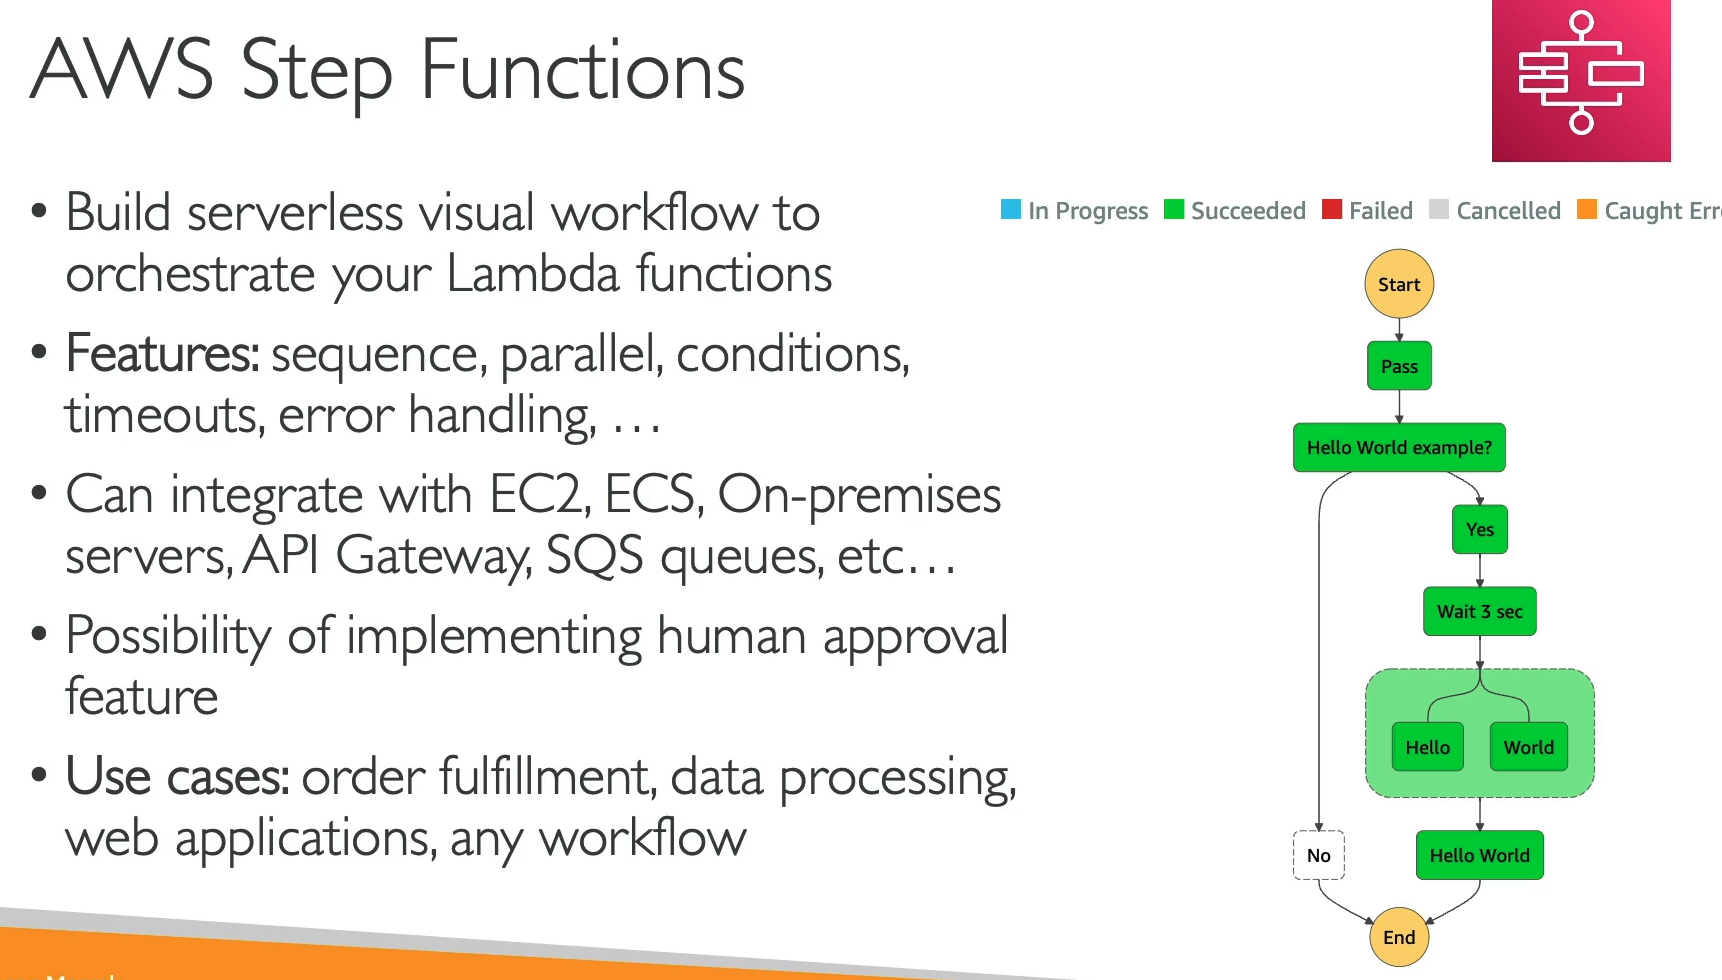 AWS Step Functions
• Build serverless visual workflow to
orchestrate your Lambda functions
• Features: sequence, parallel, conditions,
timeouts, error handling, …
• Can integrate with EC2, ECS, On-premises
servers, API Gateway, SQS queues, etc…
• Possibility of implementing human approval
feature
• Use cases: order fulfillment, data processing,
web applications, any workflow
In Progress Succeeded Failed Cancelled Caught
Start
Pass
Hello World example?
Yes
Wait 3 sec
Hello World
No Hello World
End